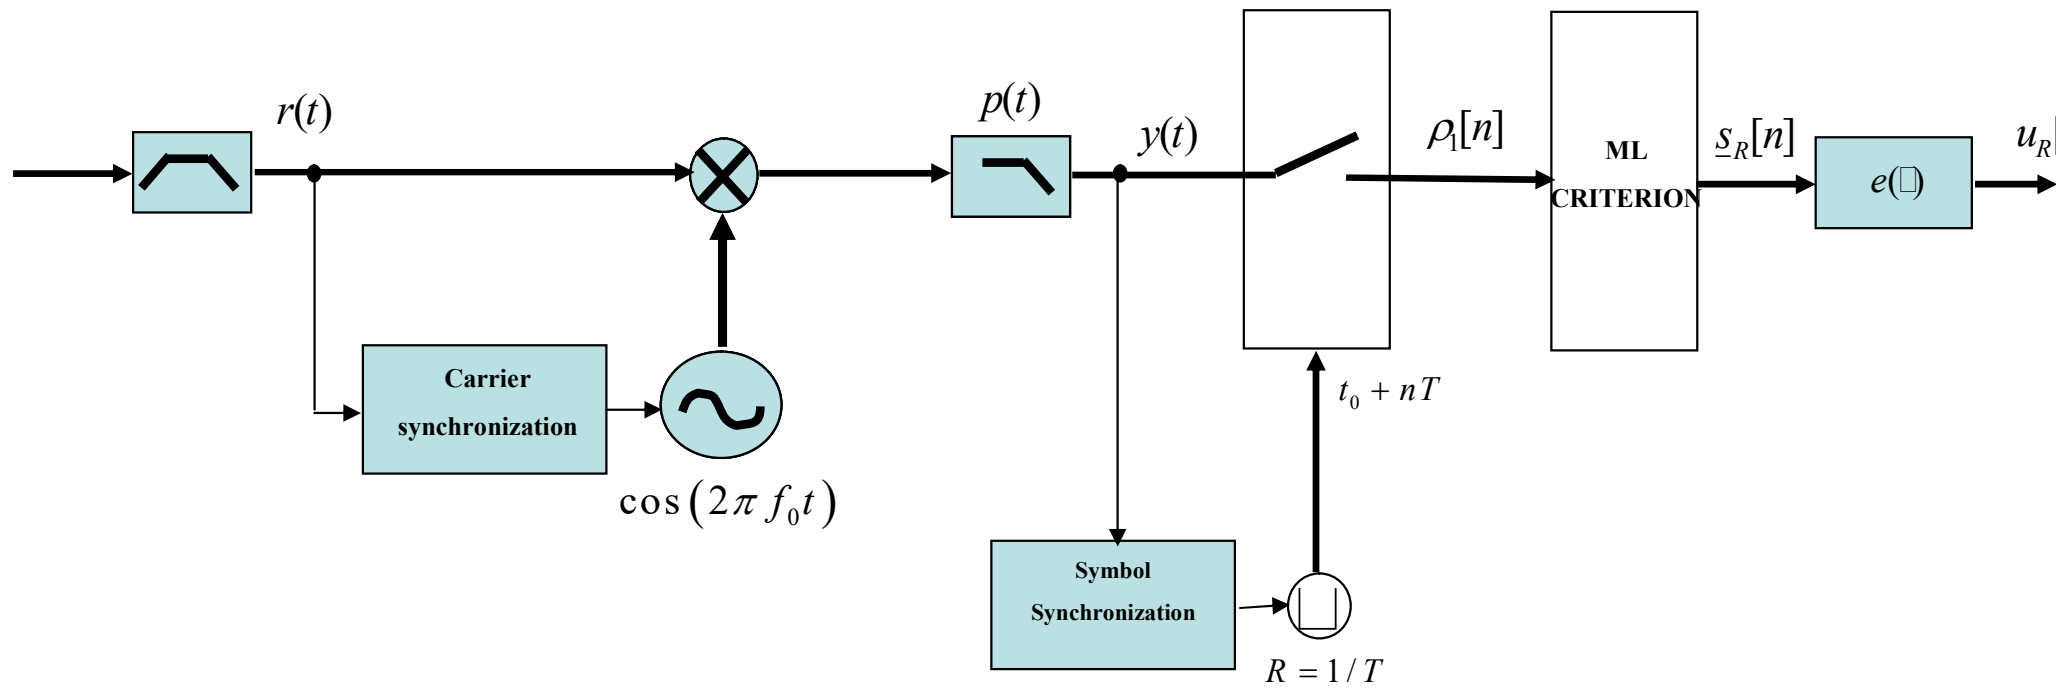 r(t)
p(t)
y(t)
ρ₁[n]
ML
CRITERION
s_R[n]
e(□)
u_R[
Carrier
synchronization
cos(2π f₀t)
t₀ + nT
Symbol
Synchronization
R = 1/T